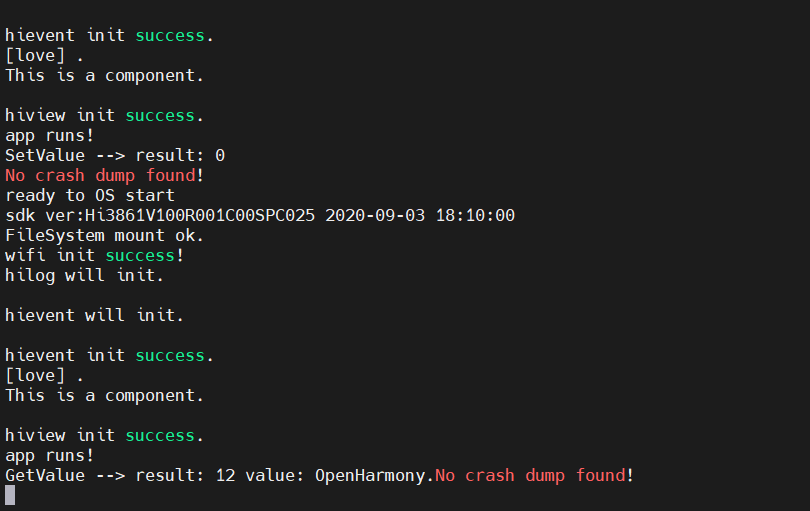 hievent init success.
[love] .
This is a component.
hiview init success.
app runs!
SetValue --> result: 0
No crash dump found!
ready to OS start
sdk ver:Hi3861V100R001C00SPC025 2020-09-03 18:10:00
FileSystem mount ok.
wifi init success!
hilog will init.
hievent will init.
hievent init success.
[love] .
This is a component.
hiview init success.
app runs!
GetValue --> result: 12 value: OpenHarmony.No crash dump found!